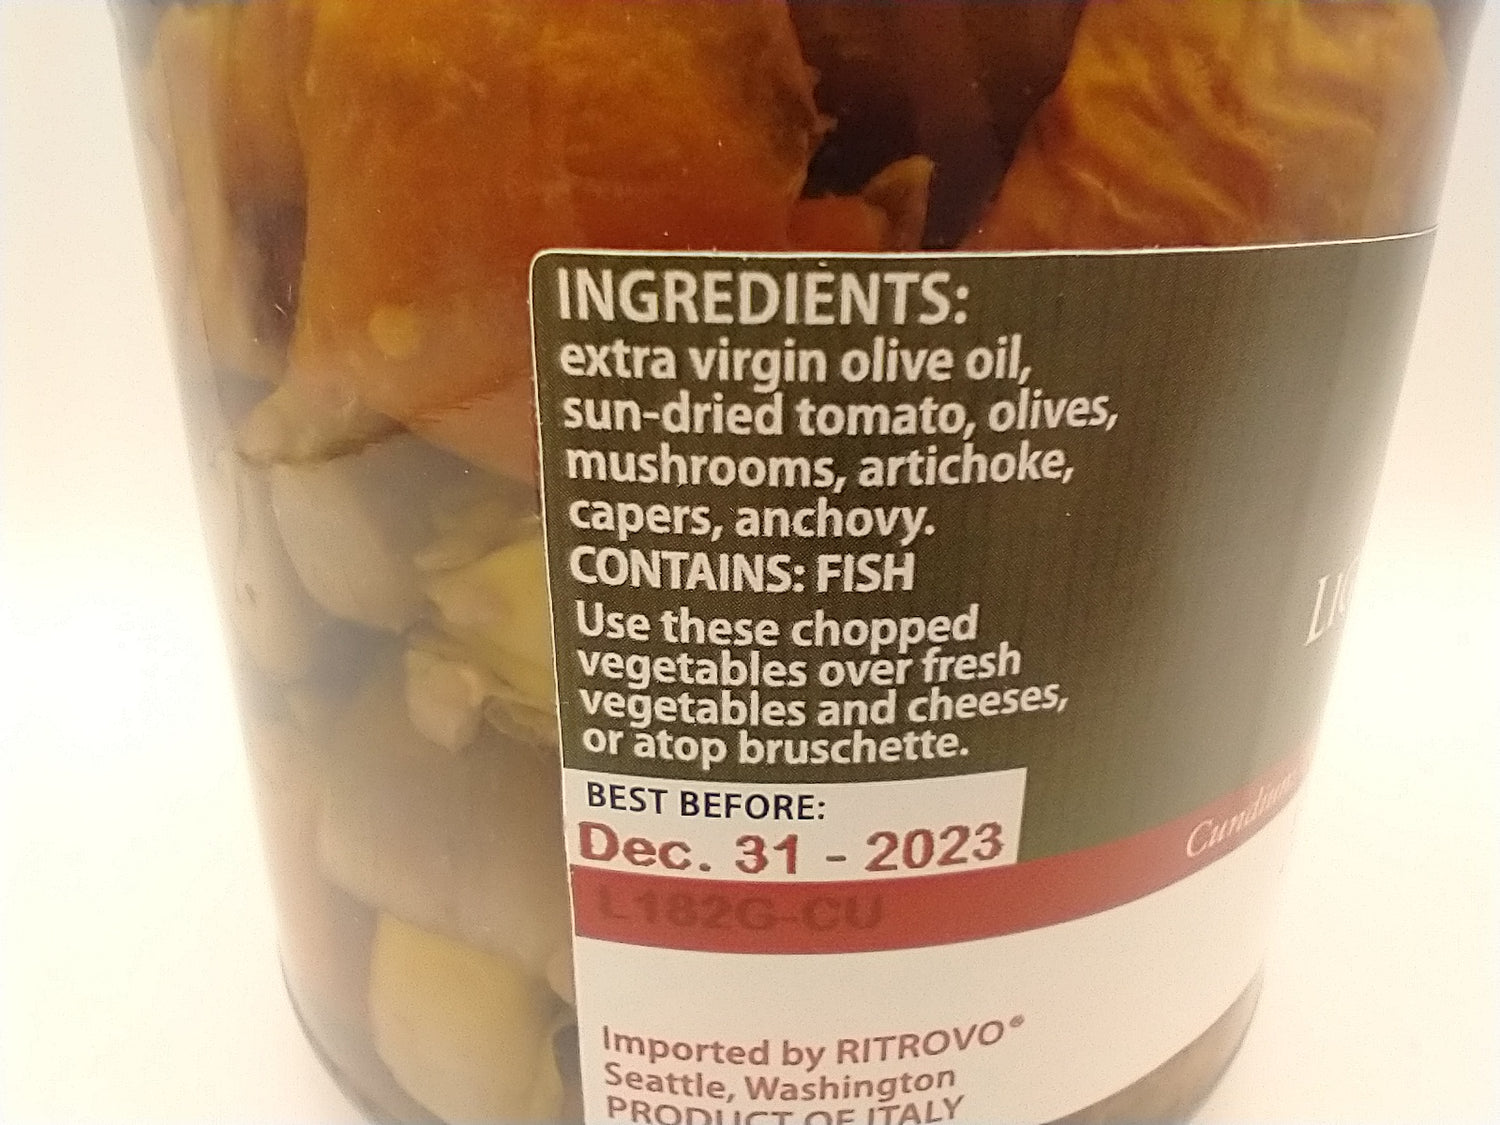 INGREDIENTS:
extra virgin olive oil,
sun-dried tomato, olives,
mushrooms, artichoke,
capers, anchovy.
CONTAINS: FISH
Use these chopped
vegetables over fresh
vegetables and cheeses,
or atop bruschette.
BEST BEFORE:
Dec. 31 - 2023
L182G-CU
Imported by RITROVO®
Seattle, Washington
PRODUCT OF ITALY